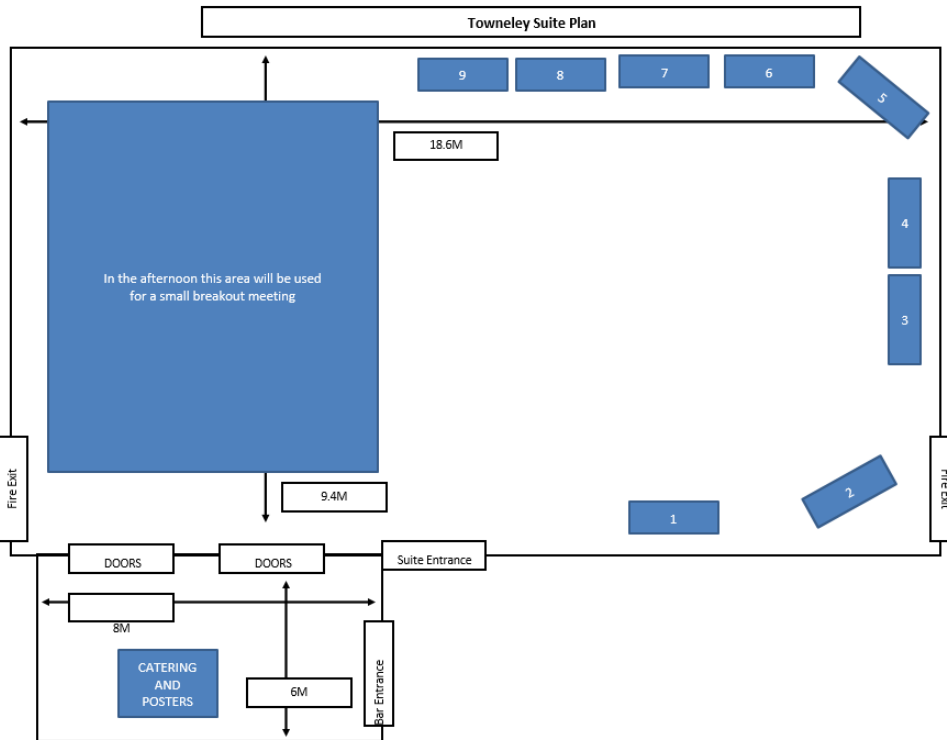 Towneley Suite Plan
9
8
7
6
5
18.6M
4
In the afternoon this area will be used
for a small breakout meeting
3
Fire Exit
Fire Exit
9.4M
2
1
DOORS
DOORS
Suite Entrance
8M
CATERING
AND
POSTERS
6M
Bar Entrance